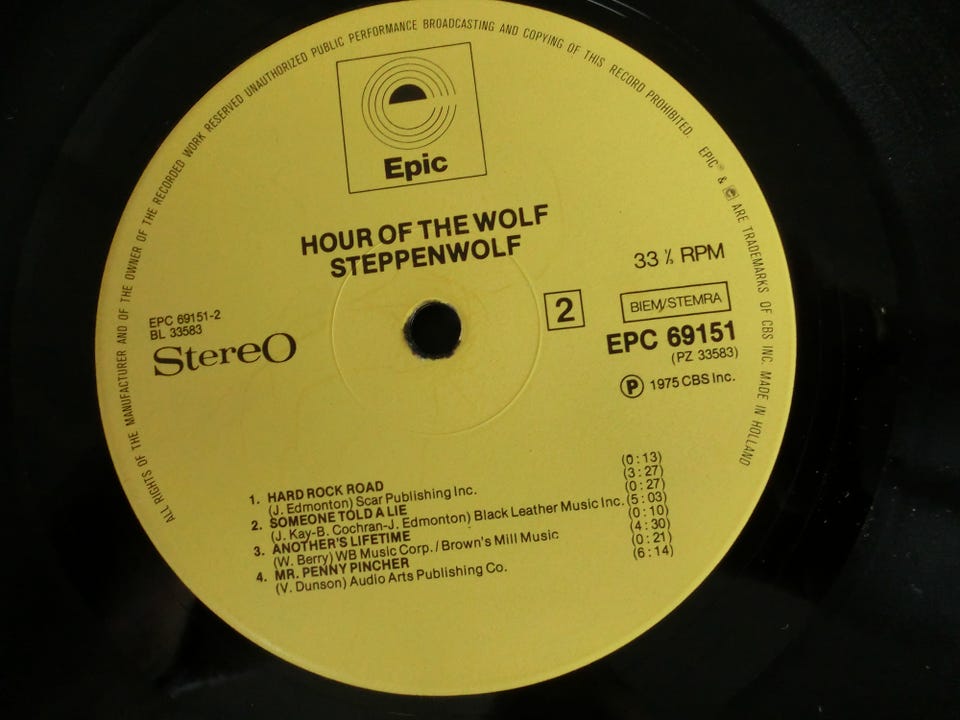 ALL RIGHTS OF THE MANUFACTURER AND OF THE OWNER OF THE RECORDED WORK RESERVED UNAUTHORIZED PUBLIC PERFORMANCE BROADCASTING AND COPYING OF THIS RECORD PROHIBITED. EPIC® & e ARE TRADEMARKS OF CBS INC. MADE IN HOLLAND
Epic
HOUR OF THE WOLF
STEPPENWOLF
33 ⅓ RPM
EPC 69151-2
BL 33583
Stereo
2
BIEM/STEMRA
EPC 69151
(PZ 33583)
℗ 1975 CBS Inc.
(0:13)
1. HARD ROCK ROAD (3:27)
(J. Edmonton) Scar Publishing Inc. (0:27)
2. SOMEONE TOLD A LIE (5:03)
(J. Kay-B. Cochran-J. Edmonton) Black Leather Music Inc. (0:10)
3. ANOTHER'S LIFETIME (4:30)
(W. Berry) WB Music Corp./Brown's Mill Music (0:21)
4. MR. PENNY PINCHER (6:14)
(V. Dunson) Audio Arts Publishing Co.